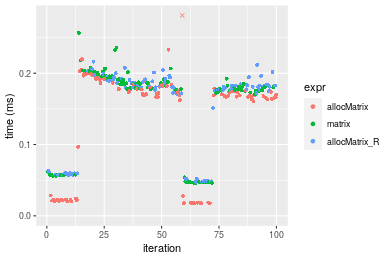 time (ms)
0.2
0.1
0.0
0
25
50
75
100
iteration
expr
allocMatrix
matrix
allocMatrix_R